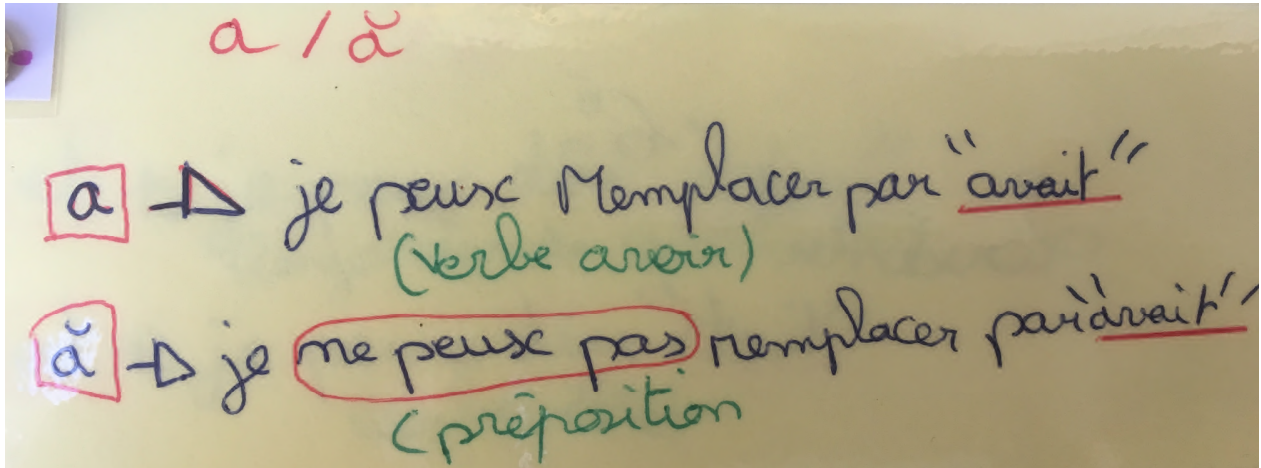 a / ă
a → je peux remplacer par "avait"
(verbe avoir)
ă → je ne peux pas remplacer par "avait"
(préposition